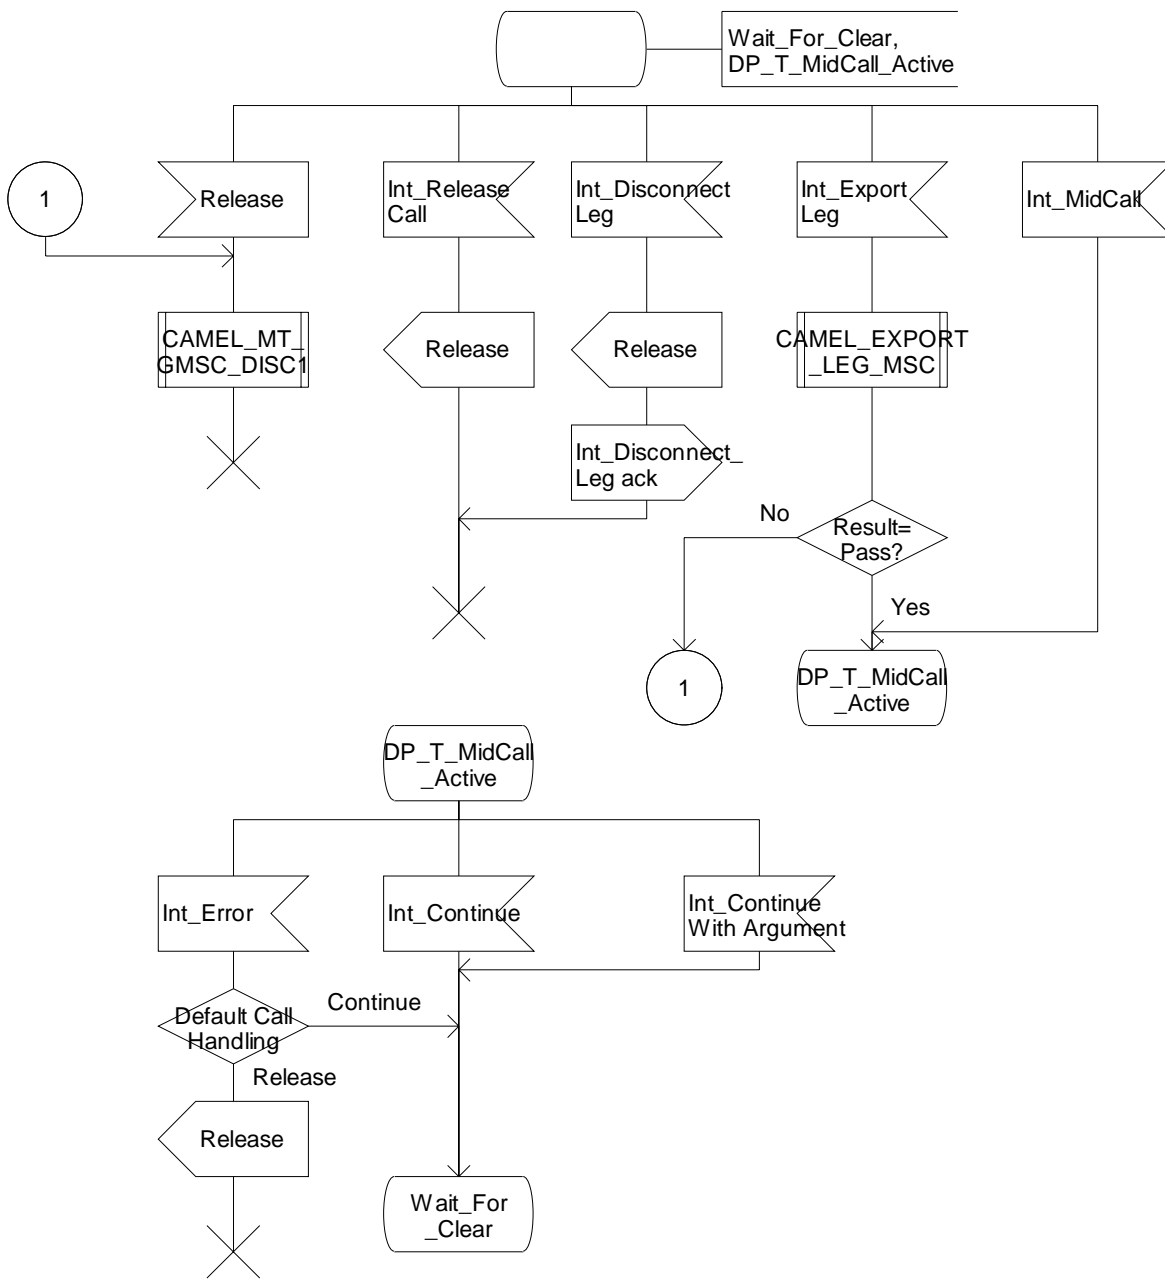 Wait_For_Clear,
DP_T_MidCall_Active
1
Release
Int_Release
Call
Int_Disconnect
Leg
Int_Export
Leg
Int_MidCall
CAMEL_MT_
GMSC_DISC1
Release
Release
CAMEL_EXPORT
_LEG_MSC
Int_Disconnect_
Leg ack
No
Result=
Pass?
Yes
1
DP_T_MidCall
_Active
DP_T_MidCall
_Active
Int_Error
Int_Continue
Int_Continue
With Argument
Default Call
Handling
Continue
Release
Release
Wait_For
_Clear